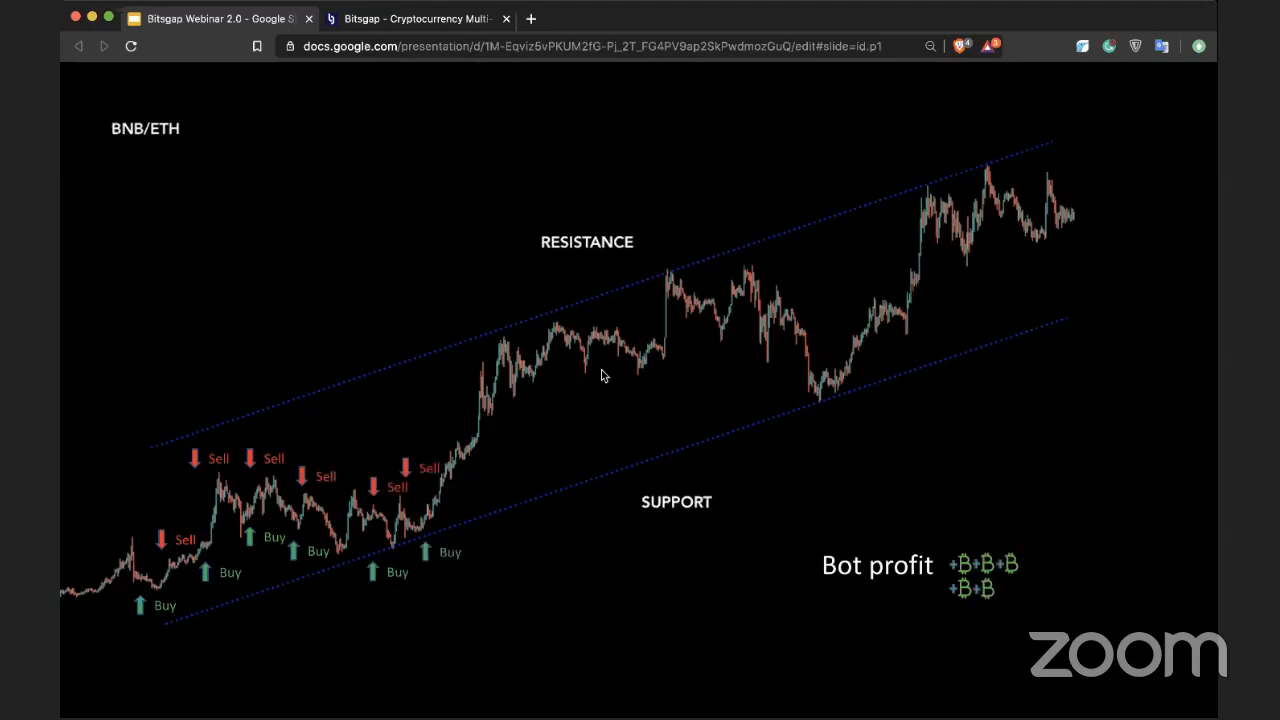 Bitsgap Webinar 2.0 - Google S
Bitsgap - Cryptocurrency Multi-
docs.google.com/presentation/d/1M-Eqviz5vPKUM2fG-Pj_2T_FG4PV9ap2SkPwdmozGuQ/edit#slide=id.p1
4
3
BNB/ETH
RESISTANCE
Sell
Sell
Sell
Sell
Sell
Sell
SUPPORT
Buy
Buy
Buy
Buy
Buy
Buy
Bot profit +₿+₿+₿
+₿+₿
zoom